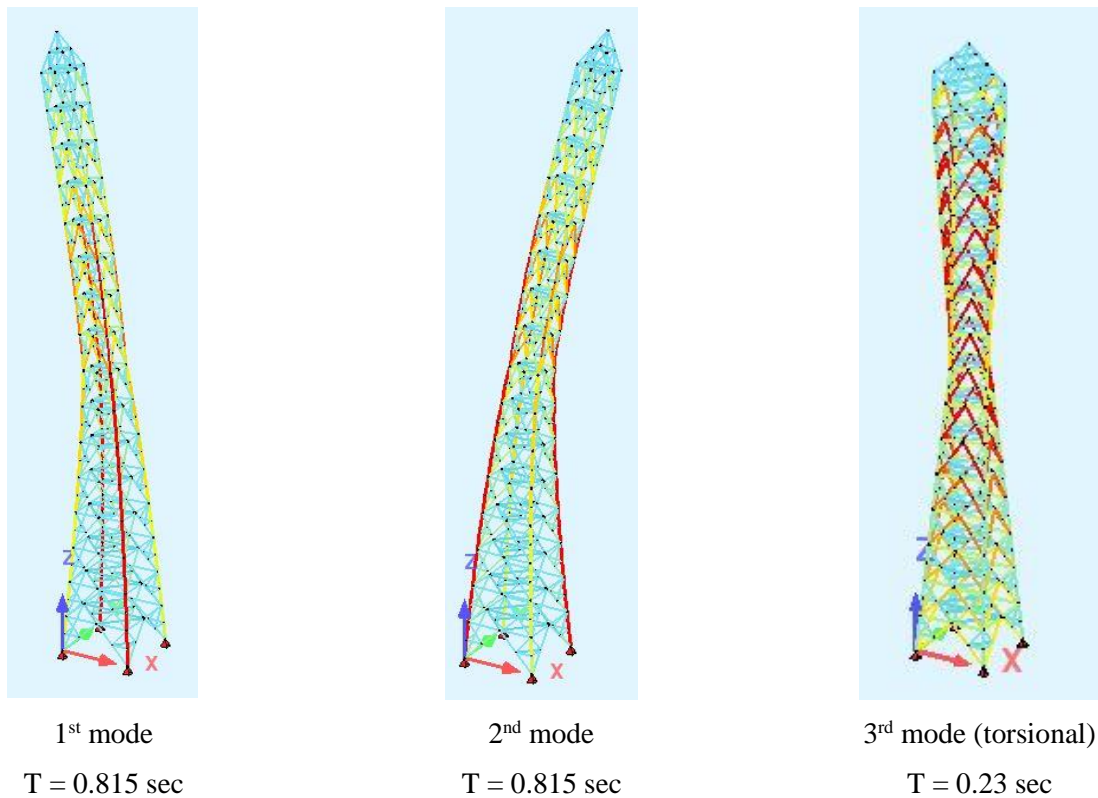 Z
X
Z
X
Z
X
1st mode
2nd mode
3rd mode (torsional)
T = 0.815 sec
T = 0.815 sec
T = 0.23 sec